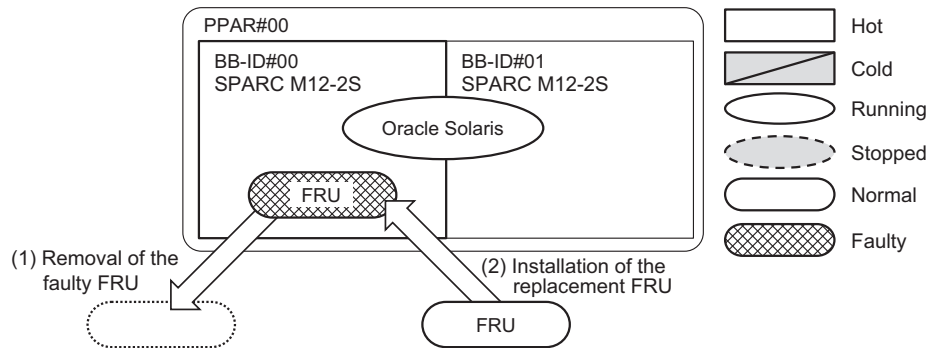 PPAR#00
BB-ID#00
SPARC M12-2S
BB-ID#01
SPARC M12-2S
Oracle Solaris
FRU
(1) Removal of the
faulty FRU
(2) Installation of the
replacement FRU
FRU
Hot
Cold
Running
Stopped
Normal
Faulty